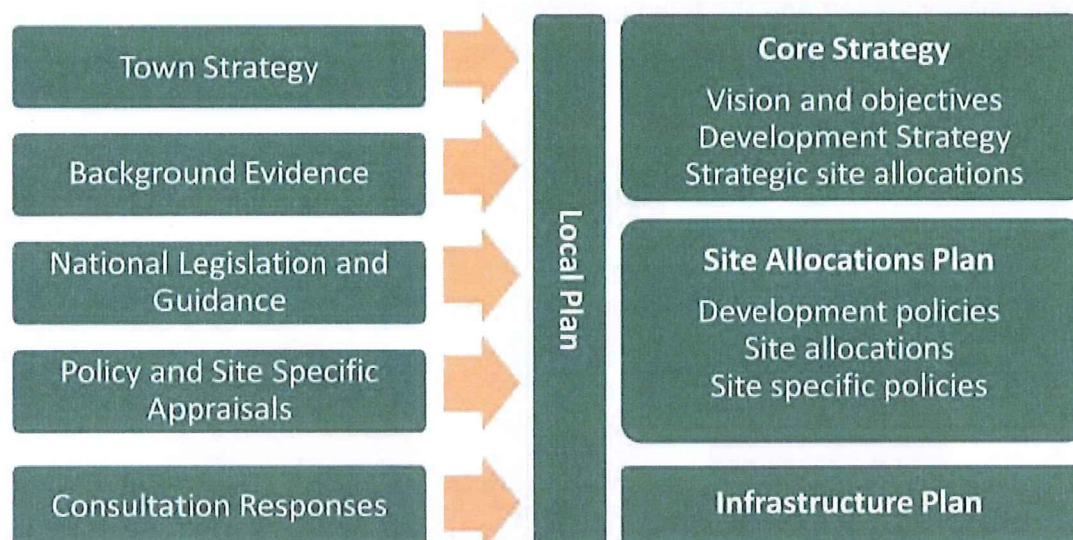 Town Strategy
Background Evidence
National Legislation and
Guidance
Policy and Site Specific
Appraisals
Consultation Responses
Local Plan
Core Strategy
Vision and objectives
Development Strategy
Strategic site allocations
Site Allocations Plan
Development policies
Site allocations
Site specific policies
Infrastructure Plan